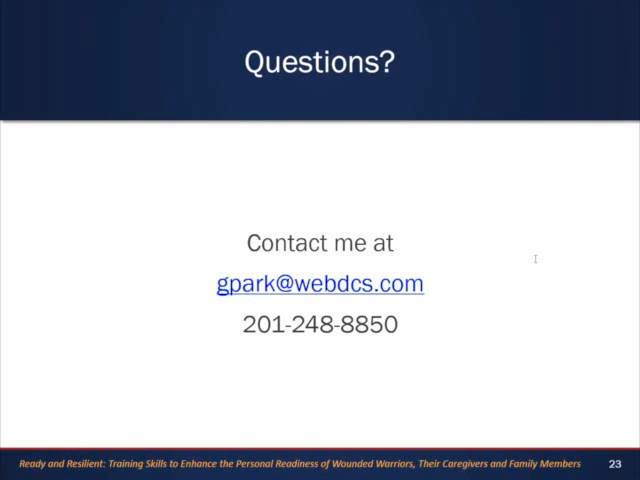 Questions?
Contact me at
gpark@webdcs.com
201-248-8850
Ready and Resilient: Training Skills to Enhance the Personal Readiness of Wounded Warriors, Their Caregivers and Family Members
23